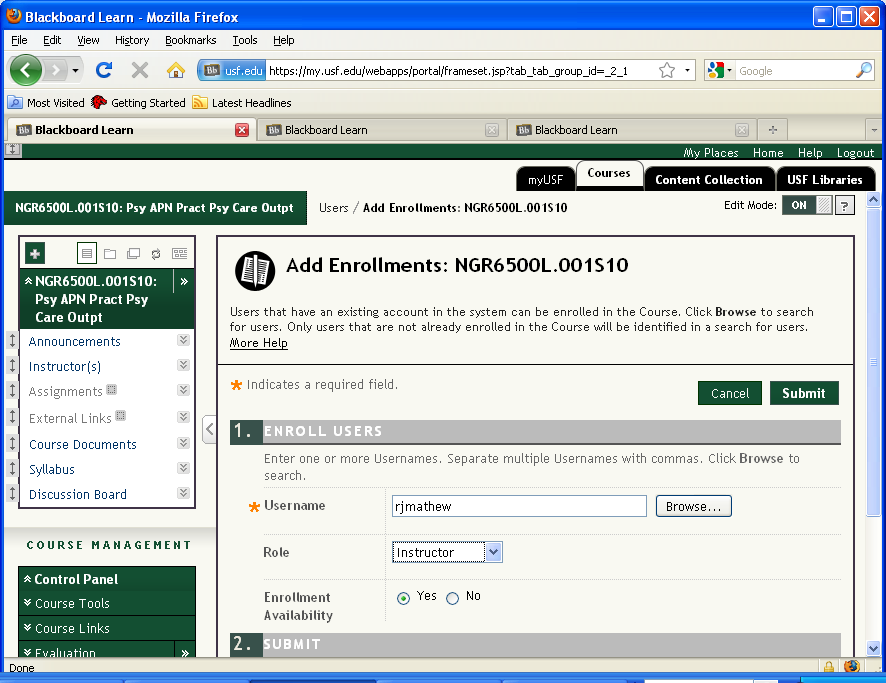 Blackboard Learn - Mozilla Firefox
File Edit View History Bookmarks Tools Help
Bb usf.edu https://my.usf.edu/webapps/portal/frameset.jsp?tab_tab_group_id=_2_1 Google
Most Visited Getting Started Latest Headlines
Bb Blackboard Learn Bb Blackboard Learn Bb Blackboard Learn
My Places Home Help Logout
myUSF Courses Content Collection USF Libraries
NGR6500L.001S10: Psy APN Pract Psy Care Outpt Users / Add Enrollments: NGR6500L.001S10 Edit Mode: ON ?
NGR6500L.001S10:
Psy APN Pract Psy
Care Outpt
Announcements
Instructor(s)
Assignments
External Links
Course Documents
Syllabus
Discussion Board
COURSE MANAGEMENT
Control Panel
Course Tools
Course Links
Evaluation
Add Enrollments: NGR6500L.001S10
Users that have an existing account in the system can be enrolled in the Course. Click Browse to search
for users. Only users that are not already enrolled in the Course will be identified in a search for users.
More Help
Indicates a required field.
Cancel Submit
1. ENROLL USERS
Enter one or more Usernames. Separate multiple Usernames with commas. Click Browse to
search.
Username rjmathew Browse...
Role Instructor
Enrollment
Availability Yes No
2. SUBMIT
Done